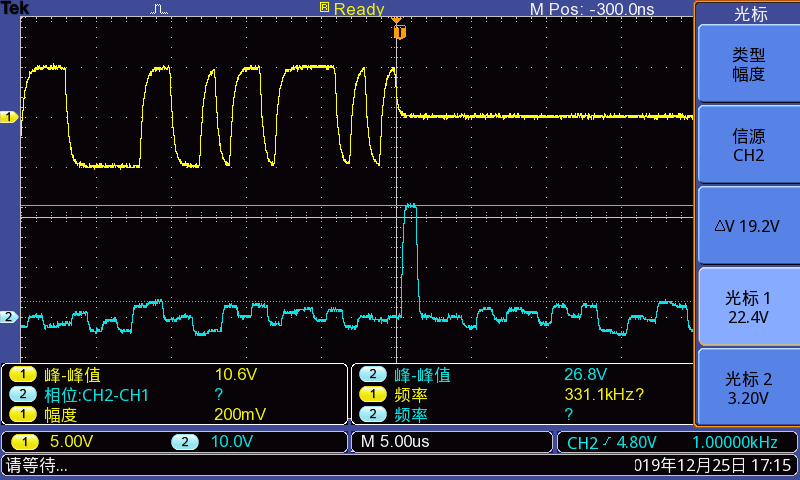 Tek R Ready M Pos: -300.0ns
光标
类型
幅度
信源
CH2
△V 19.2V
光标 1
22.4V
光标 2
3.20V
T
1
2
1 峰-峰值 10.6V
2 相位:CH2-CH1 ?
1 幅度 200mV
2 峰-峰值 26.8V
1 频率 331.1kHz?
2 频率 ?
1 5.00V 2 10.0V M 5.00us CH2 4.80V 1.00000kHz
请等待... 019年12月25日 17:15